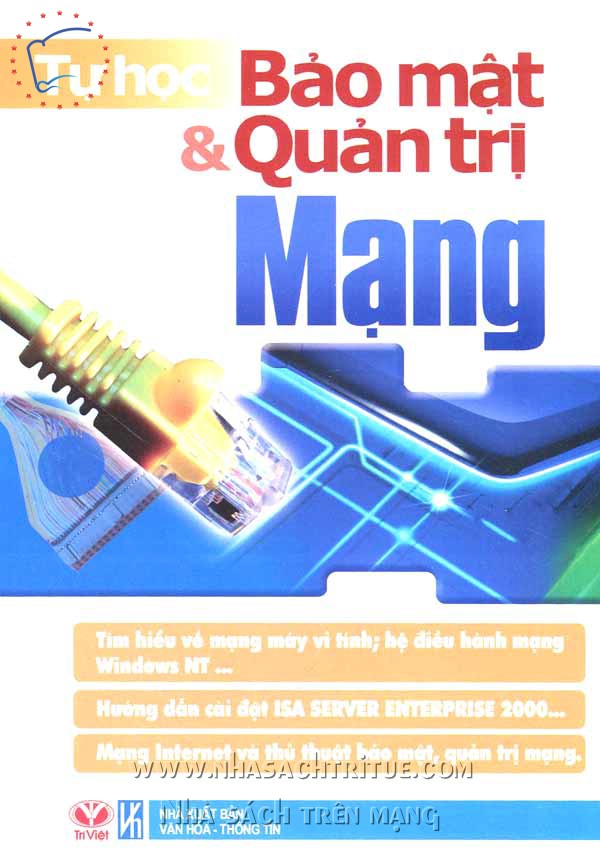 Tự học
Bảo mật
& Quản trị
Mạng
Tìm hiểu về mạng máy vi tính; hệ điều hành mạng
Windows NT ...
Hướng dẫn cài đặt ISA SERVER ENTERPRISE 2000...
Mạng Internet và thủ thuật bảo mật, quản trị mạng.
WWW.NHASACHTRITUE.COM
NHÀ SÁCH TRÊN MẠNG
Trí Việt
NHÀ XUẤT BẢN
VĂN HÓA - THÔNG TIN